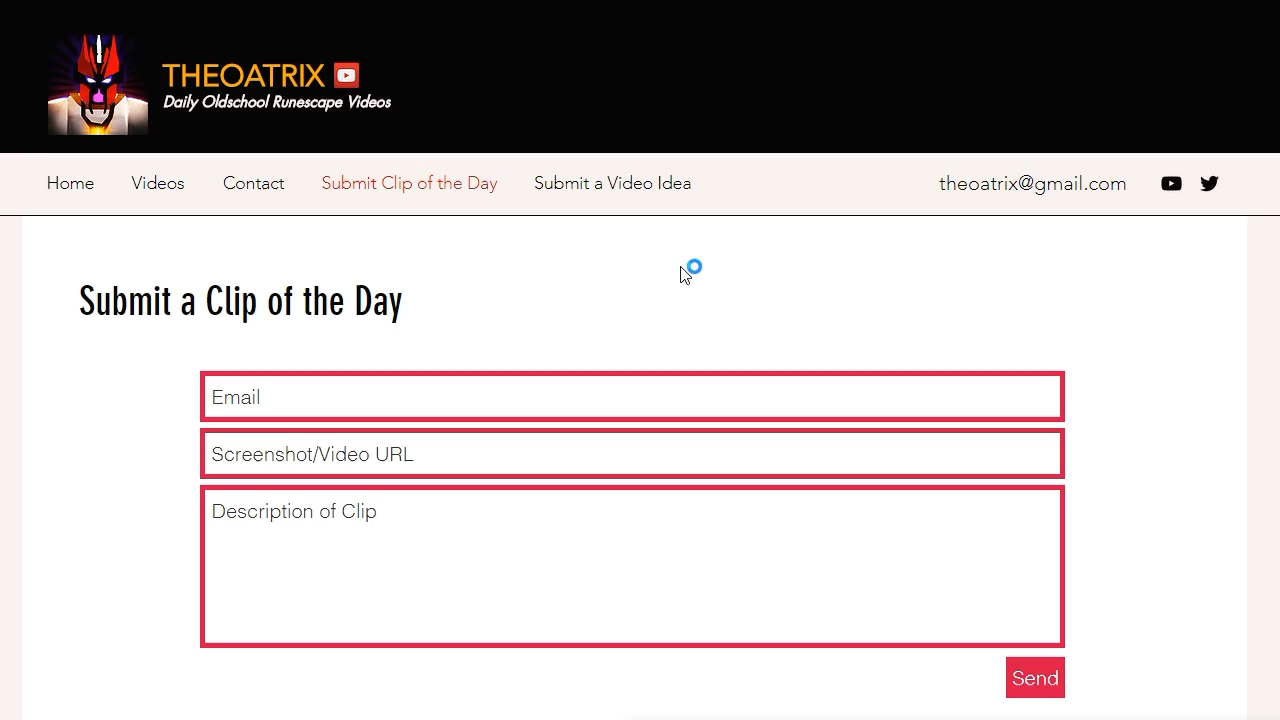 THEOATRIX
Daily Oldschool Runescape Videos
Home Videos Contact Submit Clip of the Day Submit a Video Idea theoatrix@gmail.com
Submit a Clip of the Day
Email
Screenshot/Video URL
Description of Clip
Send